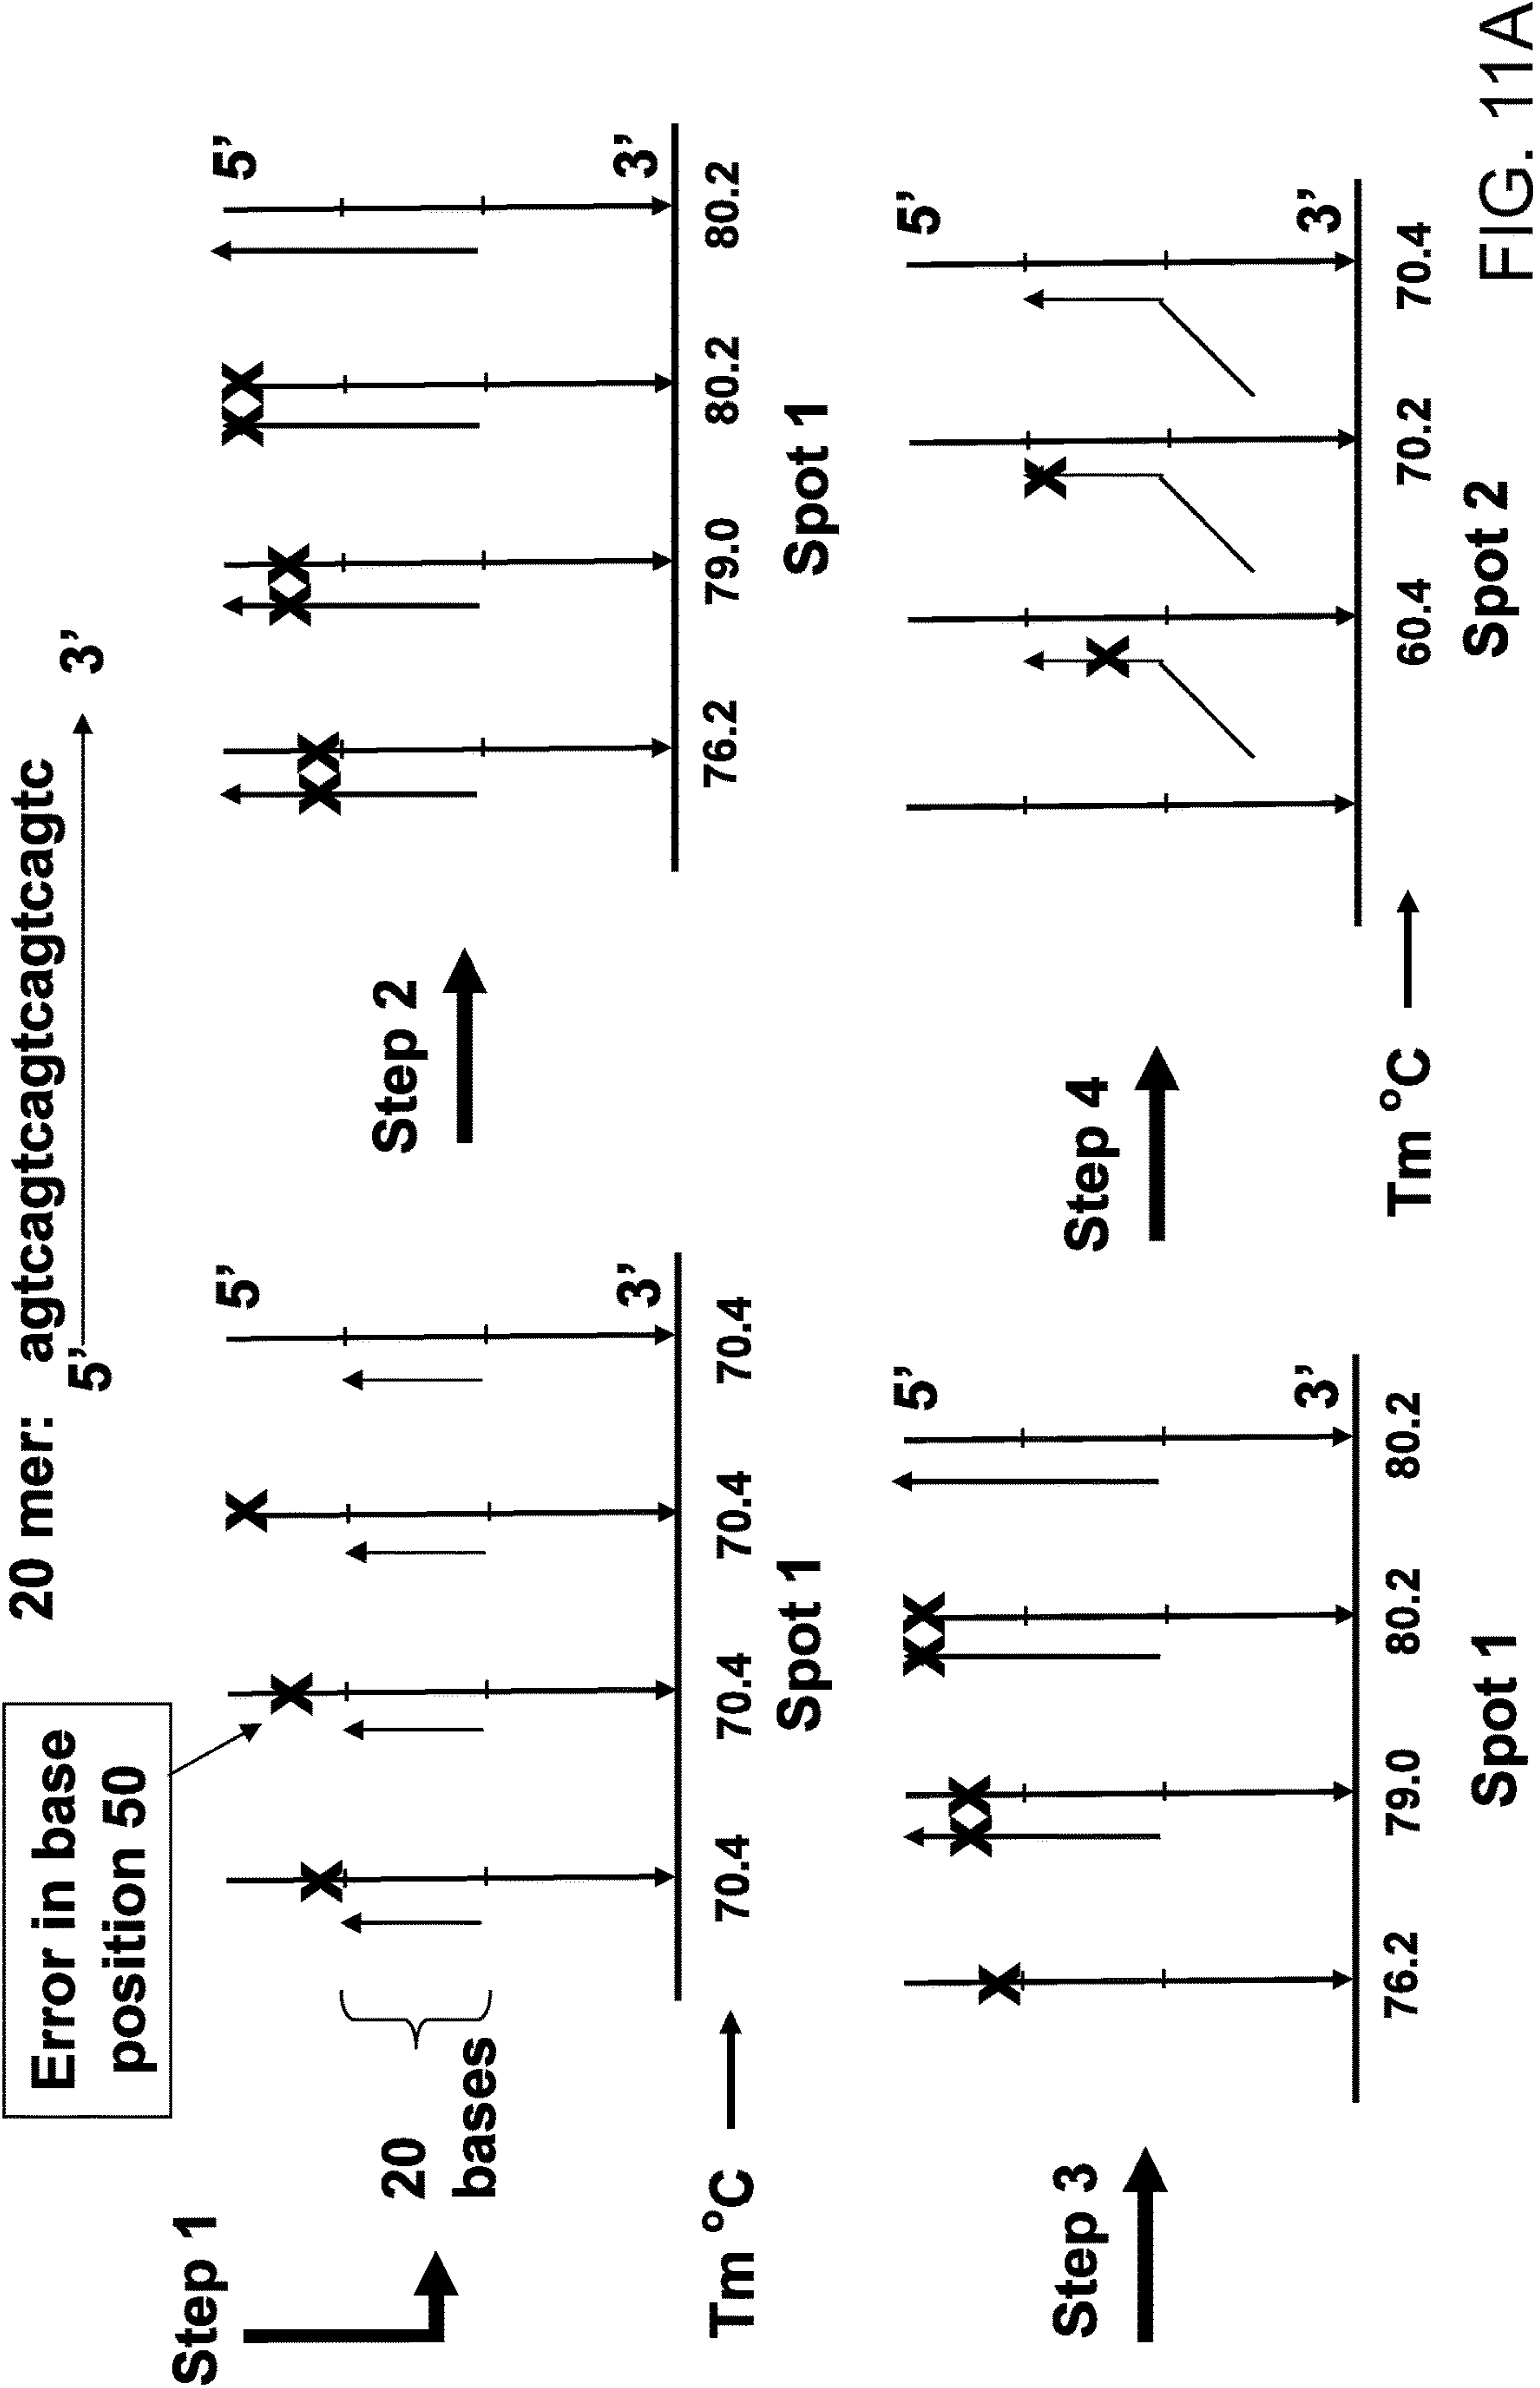 20 mer: agtcagtcagtcagtcagtc
5' 3'
Error in base
position 50
Step 1
20
bases
5'
3'
Tm °C
70.4 70.4 70.4 70.4
Spot 1
Step 2
5'
3'
76.2 79.0 80.2 80.2
Spot 1
Step 3
5'
3'
76.2 79.0 80.2 80.2
Spot 1
Step 4
5'
3'
Tm °C
60.4 70.2 70.4
Spot 2
FIG. 11A